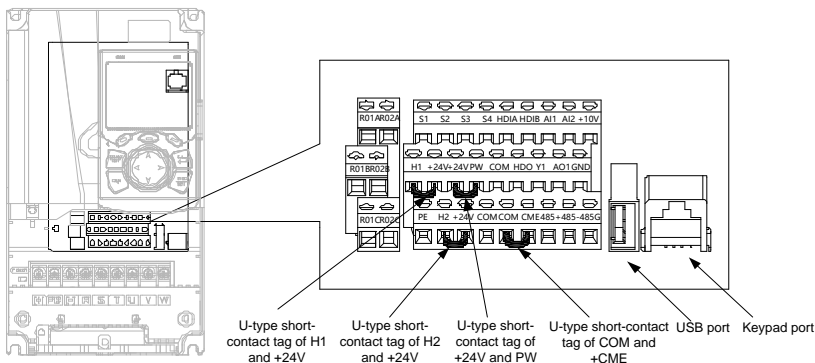 R01A R02A
S1 S2 S3 S4 HDIA HDIB AI1 AI2 +10V
R01B R02B
H1 +24V +24V PW COM HDO Y1 AO1 GND
R01C R02C
PE H2 +24V COM COM CME 485+ 485- 485G
(+) PB (-) R S T U V W
U-type short-
contact tag of H1
and +24V
U-type short-
contact tag of H2
and +24V
U-type short-
contact tag of
+24V and PW
U-type short-contact
tag of COM and
+CME
USB port
Keypad port